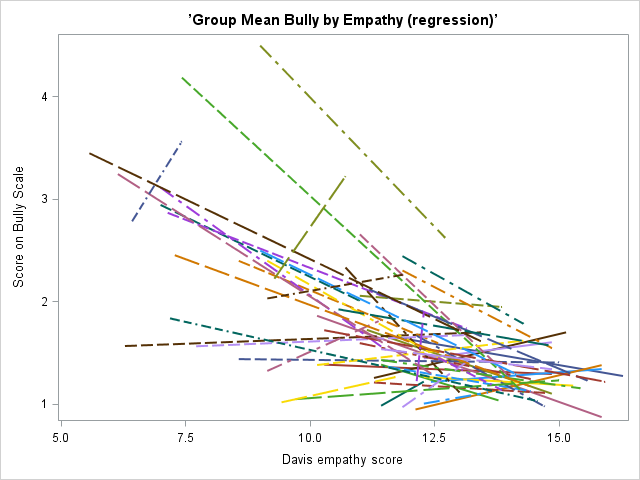 ’Group Mean Bully by Empathy (regression)’
Score on Bully Scale
4
3
2
1
5.0 7.5 10.0 12.5 15.0
Davis empathy score